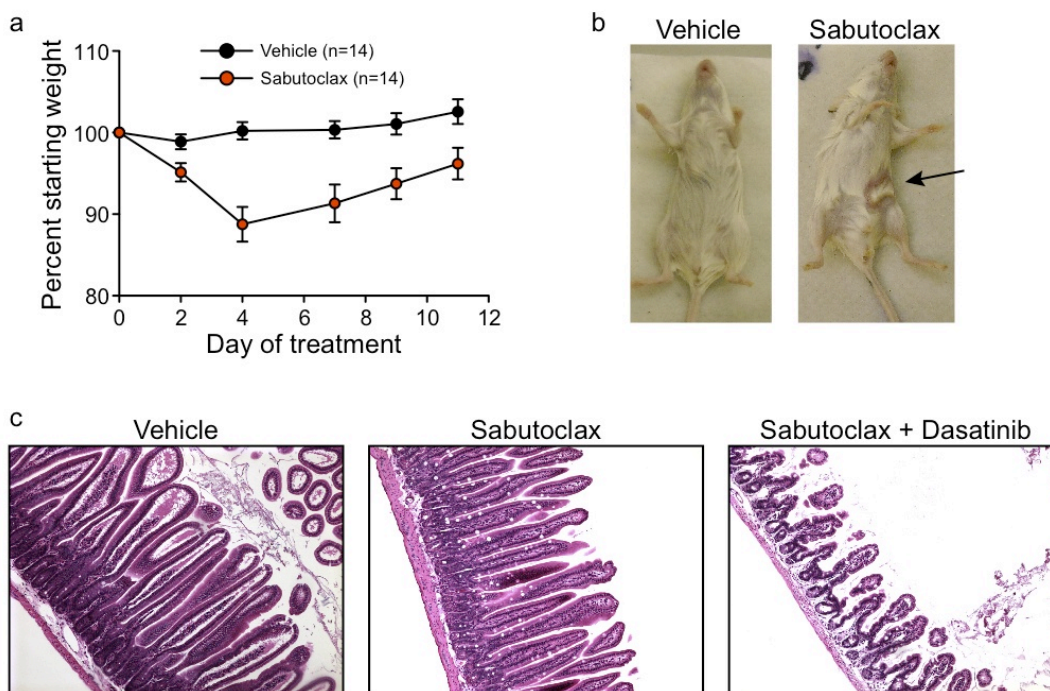 a
Vehicle (n=14)
Sabutoclax (n=14)
Percent starting weight
110
100
90
80
0 2 4 6 8 10 12
Day of treatment
b
Vehicle Sabutoclax
c
Vehicle Sabutoclax Sabutoclax + Dasatinib